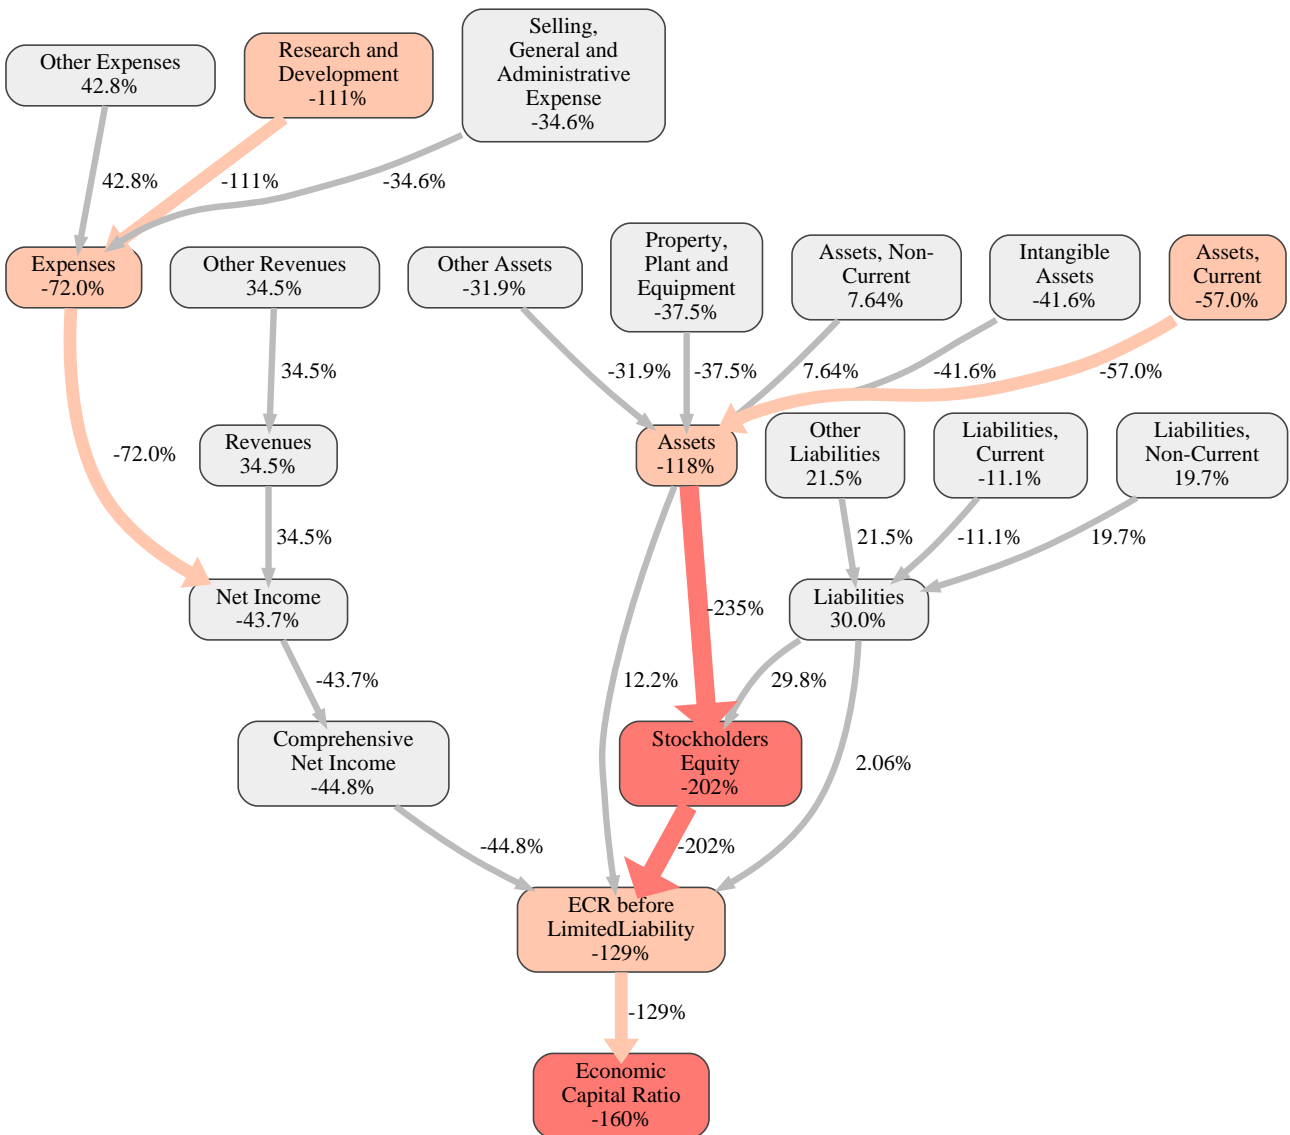 Other Expenses
42.8%
Research and
Development
-111%
Selling,
General and
Administrative
Expense
-34.6%
42.8%
-111%
-34.6%
Expenses
-72.0%
Other Revenues
34.5%
Other Assets
-31.9%
Property,
Plant and
Equipment
-37.5%
Assets, Non-
Current
7.64%
Intangible
Assets
-41.6%
Assets,
Current
-57.0%
34.5%
-31.9%
-37.5%
7.64%
-41.6%
-57.0%
-72.0%
Revenues
34.5%
Assets
-118%
Other
Liabilities
21.5%
Liabilities,
Current
-11.1%
Liabilities,
Non-Current
19.7%
34.5%
21.5%
-11.1%
19.7%
Net Income
-43.7%
-235%
Liabilities
30.0%
-43.7%
12.2%
29.8%
Comprehensive
Net Income
-44.8%
Stockholders
Equity
-202%
2.06%
-44.8%
-202%
ECR before
LimitedLiability
-129%
-129%
Economic
Capital Ratio
-160%